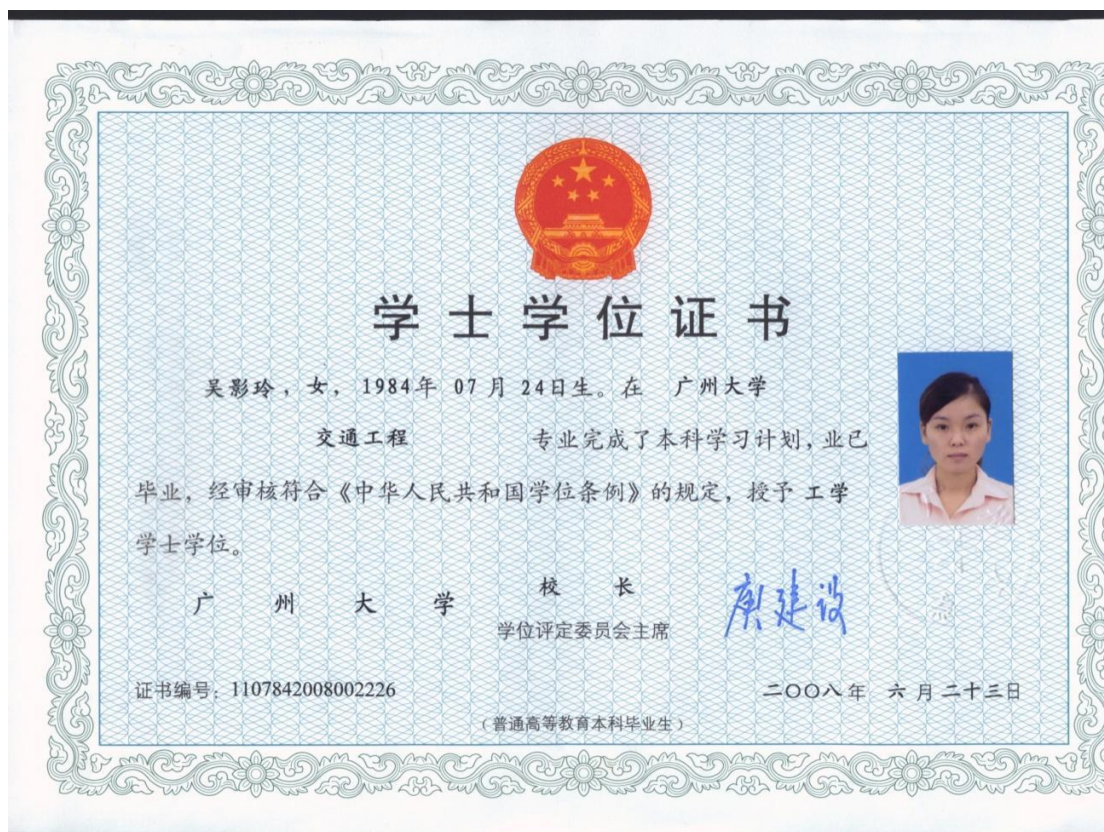 学士学位证书
吴影玲，女，1984年 07月 24日生。在 广州大学
交通工程 专业完成了本科学习计划，业已
毕业，经审核符合《中华人民共和国学位条例》的规定，授予 工学
学士学位。
广州大学 校长 庾建设
学位评定委员会主席
证书编号：1107842008002226 二〇〇八年 六月二十三日
（普通高等教育本科毕业生）